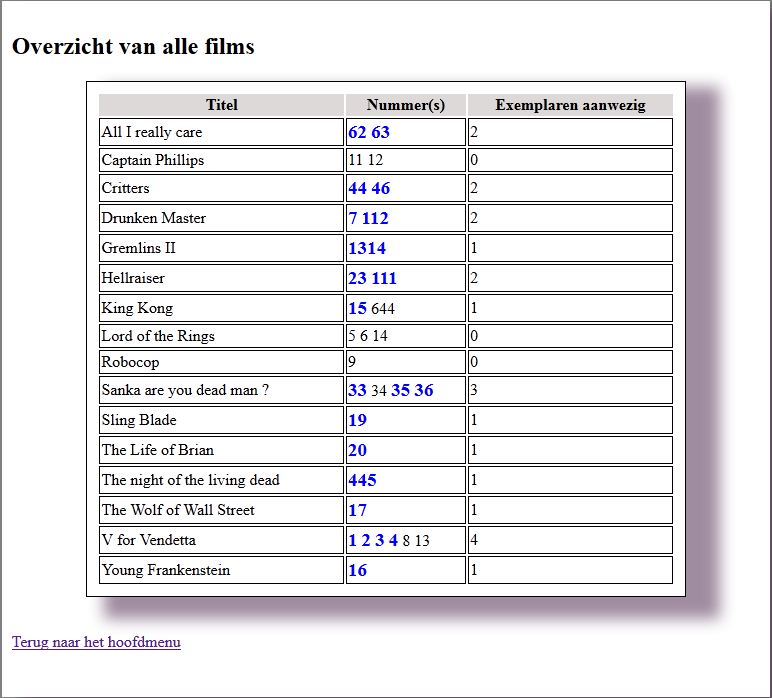 Overzicht van alle films
Titel Nummer(s) Exemplaren aanwezig
All I really care 62 63 2
Captain Phillips 11 12 0
Critters 44 46 2
Drunken Master 7 112 2
Gremlins II 1314 1
Hellraiser 23 111 2
King Kong 15 644 1
Lord of the Rings 5 6 14 0
Robocop 9 0
Sanka are you dead man ? 33 34 35 36 3
Sling Blade 19 1
The Life of Brian 20 1
The night of the living dead 445 1
The Wolf of Wall Street 17 1
V for Vendetta 1 2 3 4 8 13 4
Young Frankenstein 16 1
Terug naar het hoofdmenu